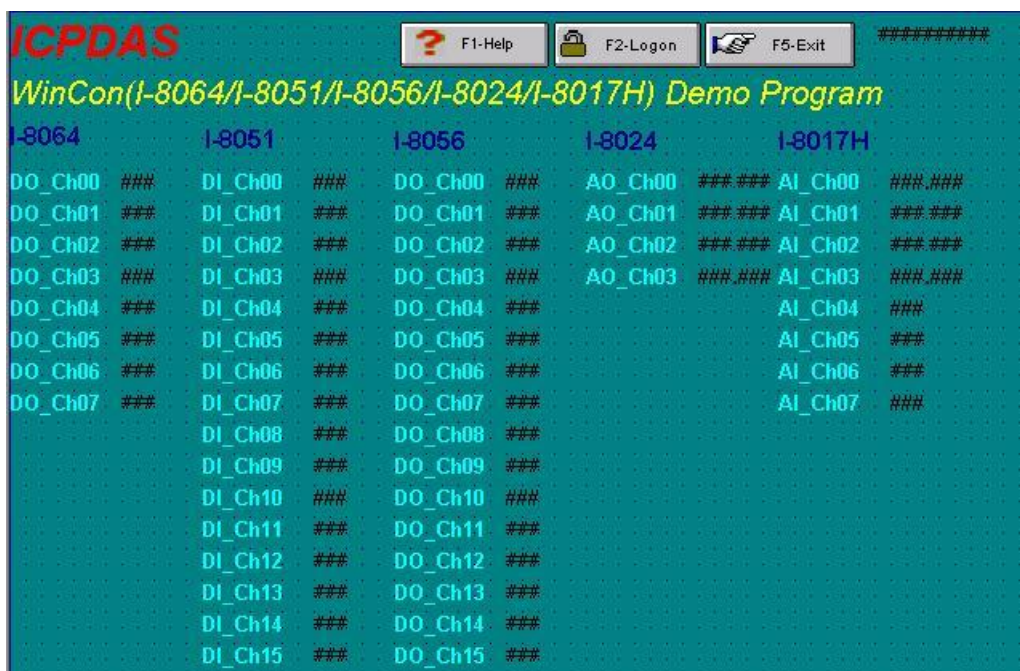 ICPDAS F1-Help F2-Logon F5-Exit ##########
WinCon(I-8064/I-8051/I-8056/I-8024/I-8017H) Demo Program
I-8064 I-8051 I-8056 I-8024 I-8017H
DO_Ch00 ### DI_Ch00 ### DO_Ch00 ### AO_Ch00 ###.### AI_Ch00 ###.###
DO_Ch01 ### DI_Ch01 ### DO_Ch01 ### AO_Ch01 ###.### AI_Ch01 ###.###
DO_Ch02 ### DI_Ch02 ### DO_Ch02 ### AO_Ch02 ###.### AI_Ch02 ###.###
DO_Ch03 ### DI_Ch03 ### DO_Ch03 ### AO_Ch03 ###.### AI_Ch03 ###.###
DO_Ch04 ### DI_Ch04 ### DO_Ch04 ### AI_Ch04 ###
DO_Ch05 ### DI_Ch05 ### DO_Ch05 ### AI_Ch05 ###
DO_Ch06 ### DI_Ch06 ### DO_Ch06 ### AI_Ch06 ###
DO_Ch07 ### DI_Ch07 ### DO_Ch07 ### AI_Ch07 ###
DI_Ch08 ### DO_Ch08 ###
DI_Ch09 ### DO_Ch09 ###
DI_Ch10 ### DO_Ch10 ###
DI_Ch11 ### DO_Ch11 ###
DI_Ch12 ### DO_Ch12 ###
DI_Ch13 ### DO_Ch13 ###
DI_Ch14 ### DO_Ch14 ###
DI_Ch15 ### DO_Ch15 ###